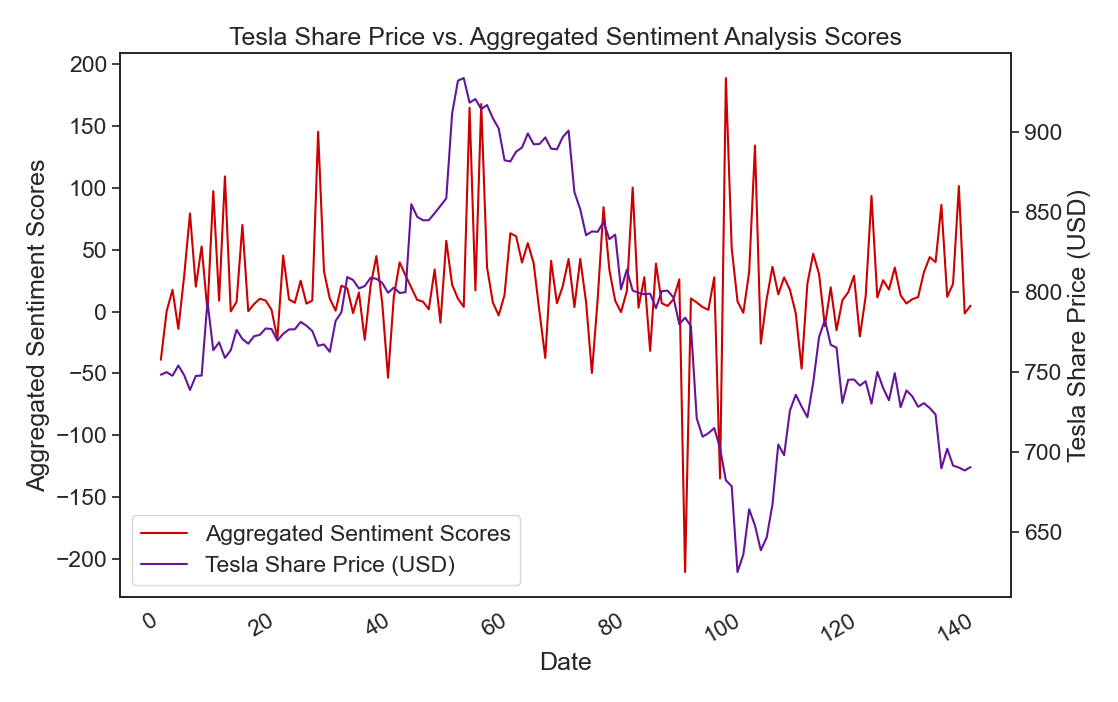 Tesla Share Price vs. Aggregated Sentiment Analysis Scores
200
150
100
50
0
−50
−100
−150
−200
Aggregated Sentiment Scores
900
850
800
750
700
650
Tesla Share Price (USD)
Aggregated Sentiment Scores
Tesla Share Price (USD)
0 20 40 60 80 100 120 140
Date